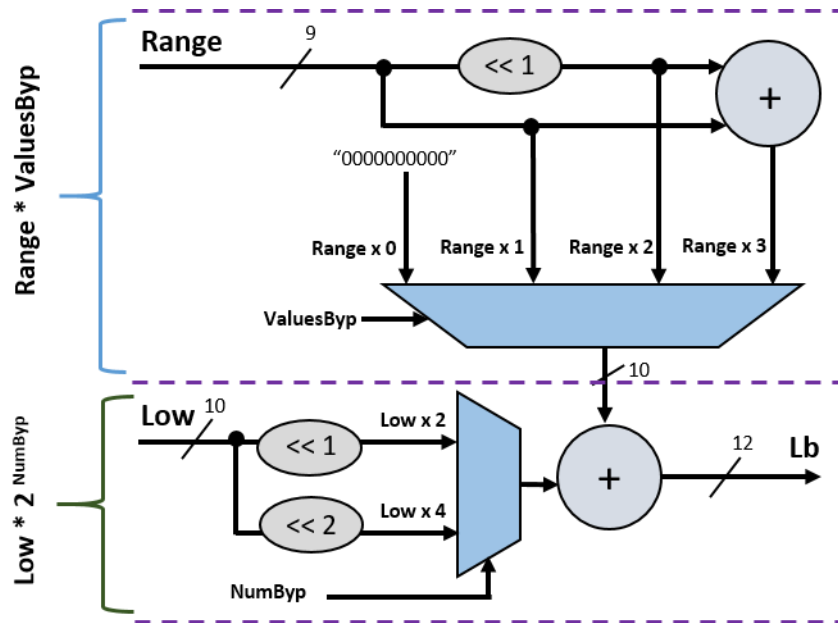 Range * ValuesByp
Range
9
<< 1
+
“0000000000”
Range x 0
Range x 1
Range x 2
Range x 3
ValuesByp
10
Low * 2 NumByp
Low
10
<< 1
Low x 2
<< 2
Low x 4
+
12
Lb
NumByp